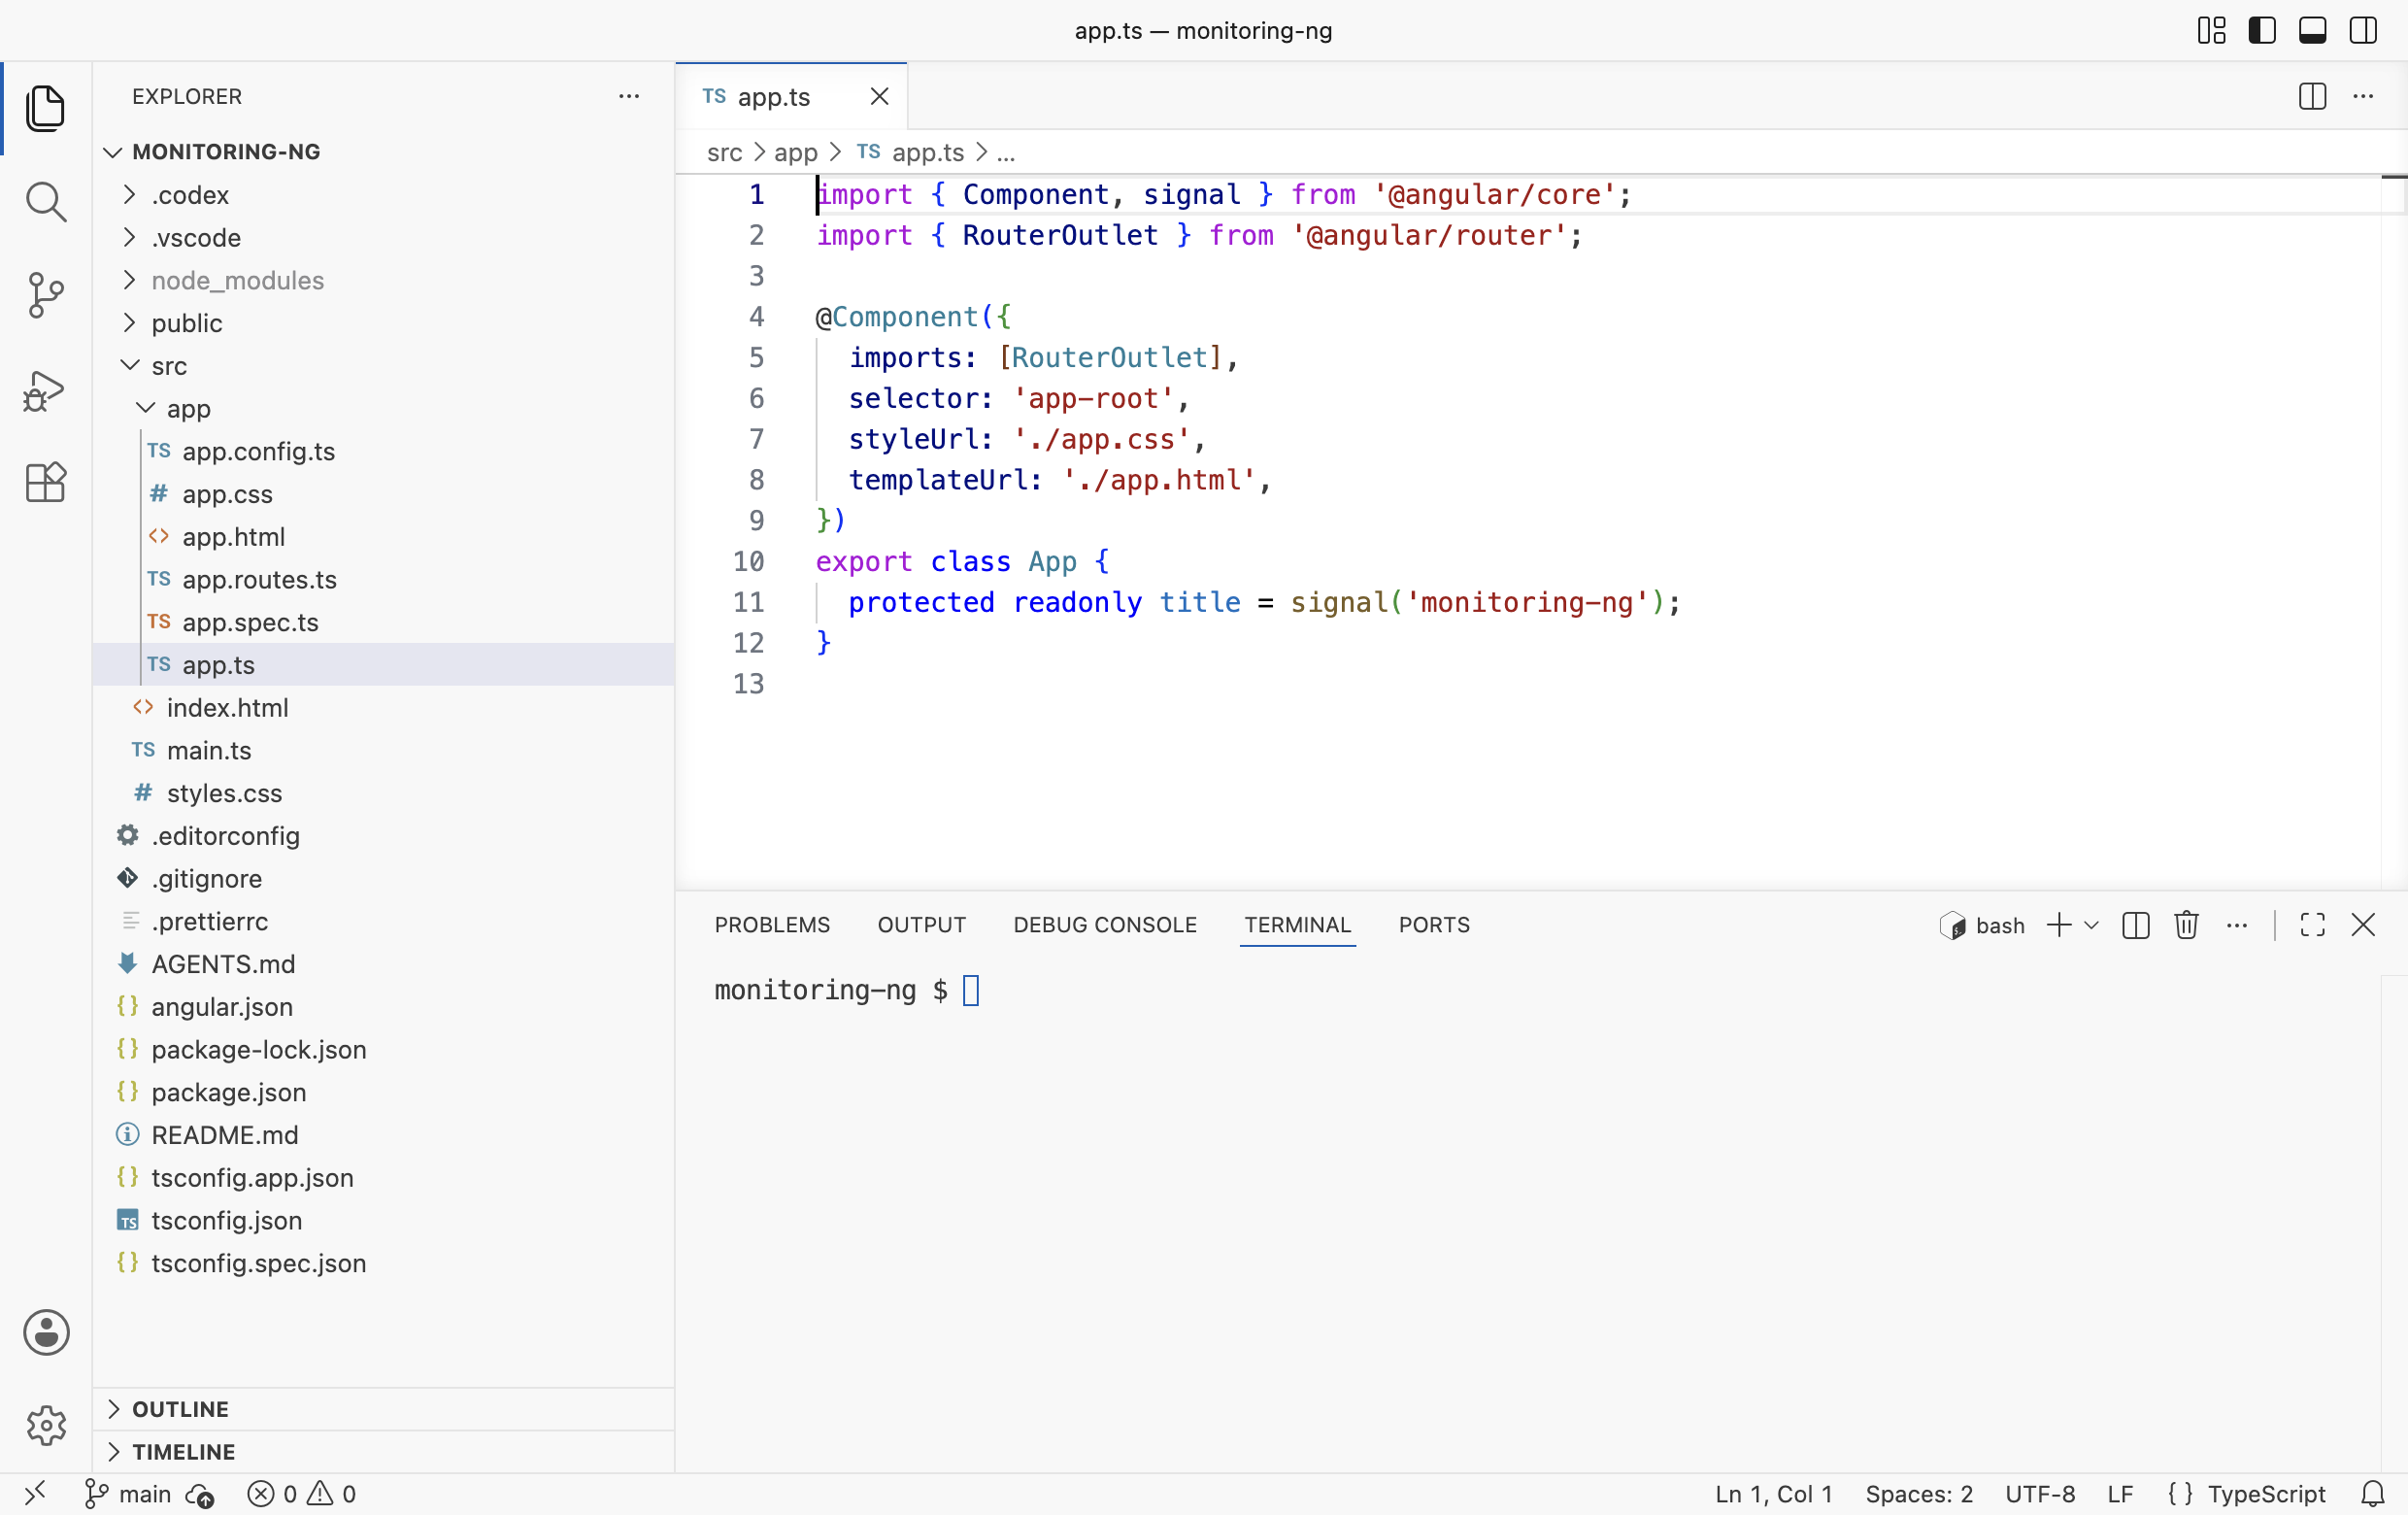 app.ts — monitoring-ng
EXPLORER
MONITORING-NG
.codex
.vscode
node_modules
public
src
app
TS app.config.ts
# app.css
<> app.html
TS app.routes.ts
TS app.spec.ts
TS app.ts
<> index.html
TS main.ts
# styles.css
.editorconfig
.gitignore
.prettierrc
AGENTS.md
{} angular.json
{} package-lock.json
{} package.json
README.md
{} tsconfig.app.json
TS tsconfig.json
{} tsconfig.spec.json
OUTLINE
TIMELINE
TS app.ts
src > app > TS app.ts > ...
1 import { Component, signal } from '@angular/core';
2 import { RouterOutlet } from '@angular/router';
3
4 @Component({
5   imports: [RouterOutlet],
6   selector: 'app-root',
7   styleUrl: './app.css',
8   templateUrl: './app.html',
9 })
10 export class App {
11   protected readonly title = signal('monitoring-ng');
12 }
13
PROBLEMS OUTPUT DEBUG CONSOLE TERMINAL PORTS bash
monitoring-ng $
main 0 0 Ln 1, Col 1 Spaces: 2 UTF-8 LF {} TypeScript